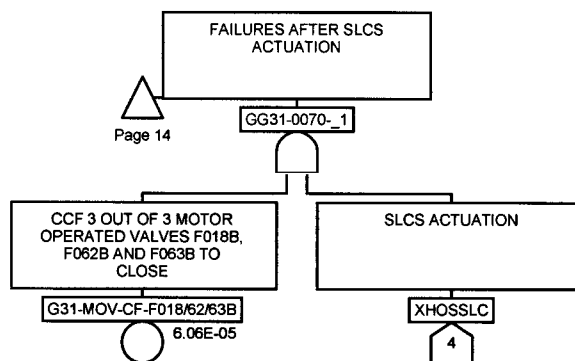 FAILURES AFTER SLCS
ACTUATION
Page 14
GG31-0070-_1
CCF 3 OUT OF 3 MOTOR
OPERATED VALVES F018B,
F062B AND F063B TO
CLOSE
SLCS ACTUATION
G31-MOV-CF-F018/62/63B
XHOSSLC
6.06E-05
4